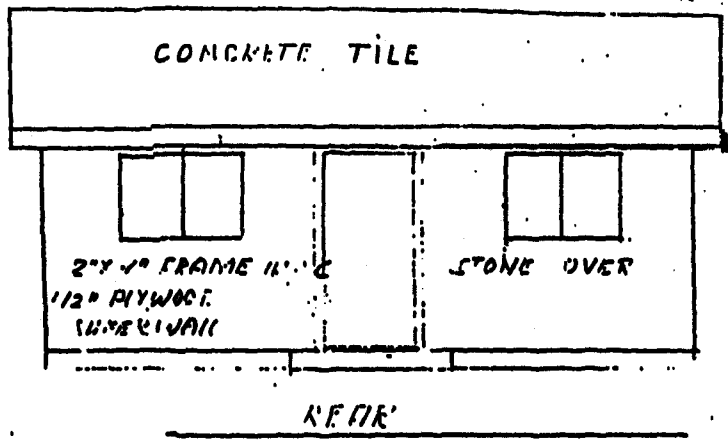 CONCRETE TILE
2"X4" FRAME STONE OVER
1/2" PLYWOOD
REAR